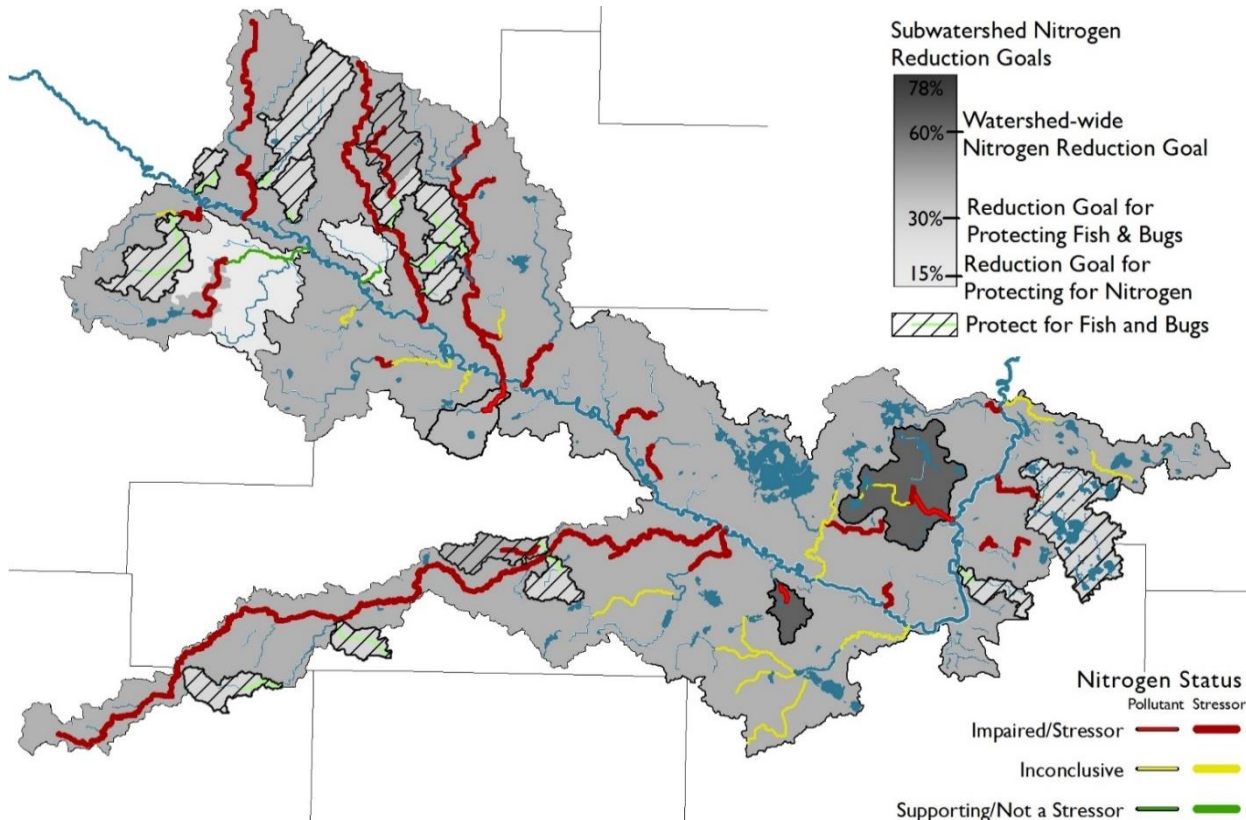 Subwatershed Nitrogen
Reduction Goals
78%
60%
Watershed-wide
Nitrogen Reduction Goal
30%
Reduction Goal for
Protecting Fish & Bugs
15%
Reduction Goal for
Protecting for Nitrogen
Protect for Fish and Bugs
Nitrogen Status
Pollutant Stressor
Impaired/Stressor
Inconclusive
Supporting/Not a Stressor